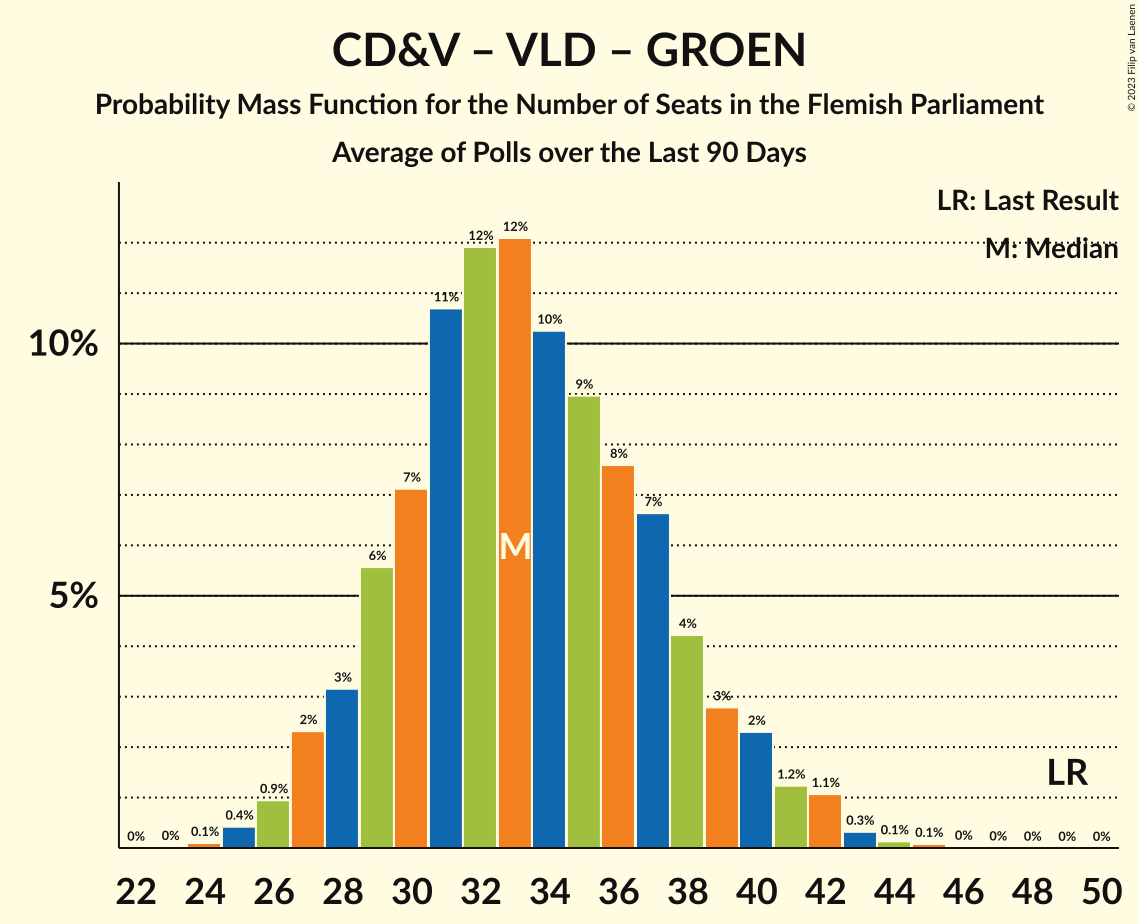 CD&V – VLD – GROEN
Probability Mass Function for the Number of Seats in the Flemish Parliament
Average of Polls over the Last 90 Days
© 2023 Filip van Laenen
LR: Last Result
M: Median
10%
5%
0% 0% 0.1% 0.4% 0.9% 2% 3% 6% 7% 11% 12% 12% 10% 9% 8% 7% 4% 3% 2% 1.2% 1.1% 0.3% 0.1% 0.1% 0% 0% 0% 0% 0%
M
LR
22 24 26 28 30 32 34 36 38 40 42 44 46 48 50